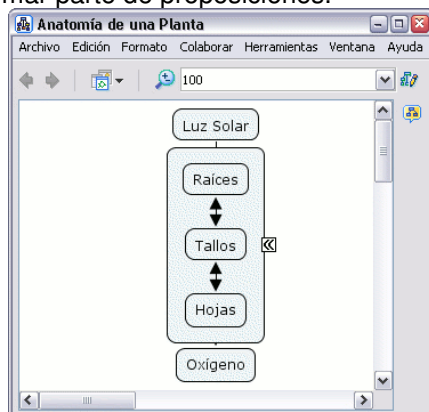 mar parte de proposiciones.
Anatomía de una Planta
Archivo Edición Formato Colaborar Herramientas Ventana Ayuda
100
Luz Solar
Raíces
Tallos
Hojas
Oxígeno